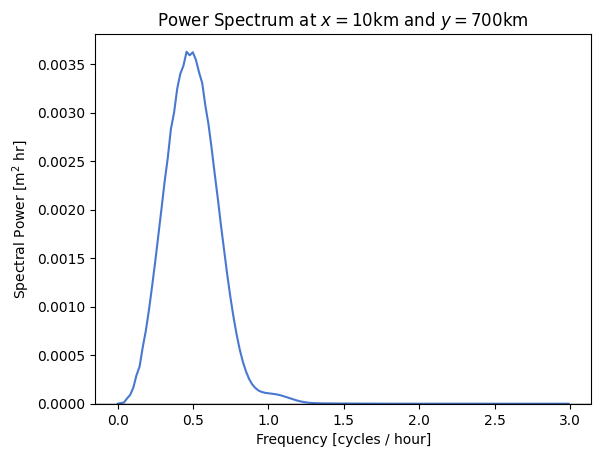 Power Spectrum at x = 10km and y = 700km
0.0035
0.0030
0.0025
0.0020
0.0015
0.0010
0.0005
0.0000
Spectral Power [m² hr]
0.0 0.5 1.0 1.5 2.0 2.5 3.0
Frequency [cycles / hour]